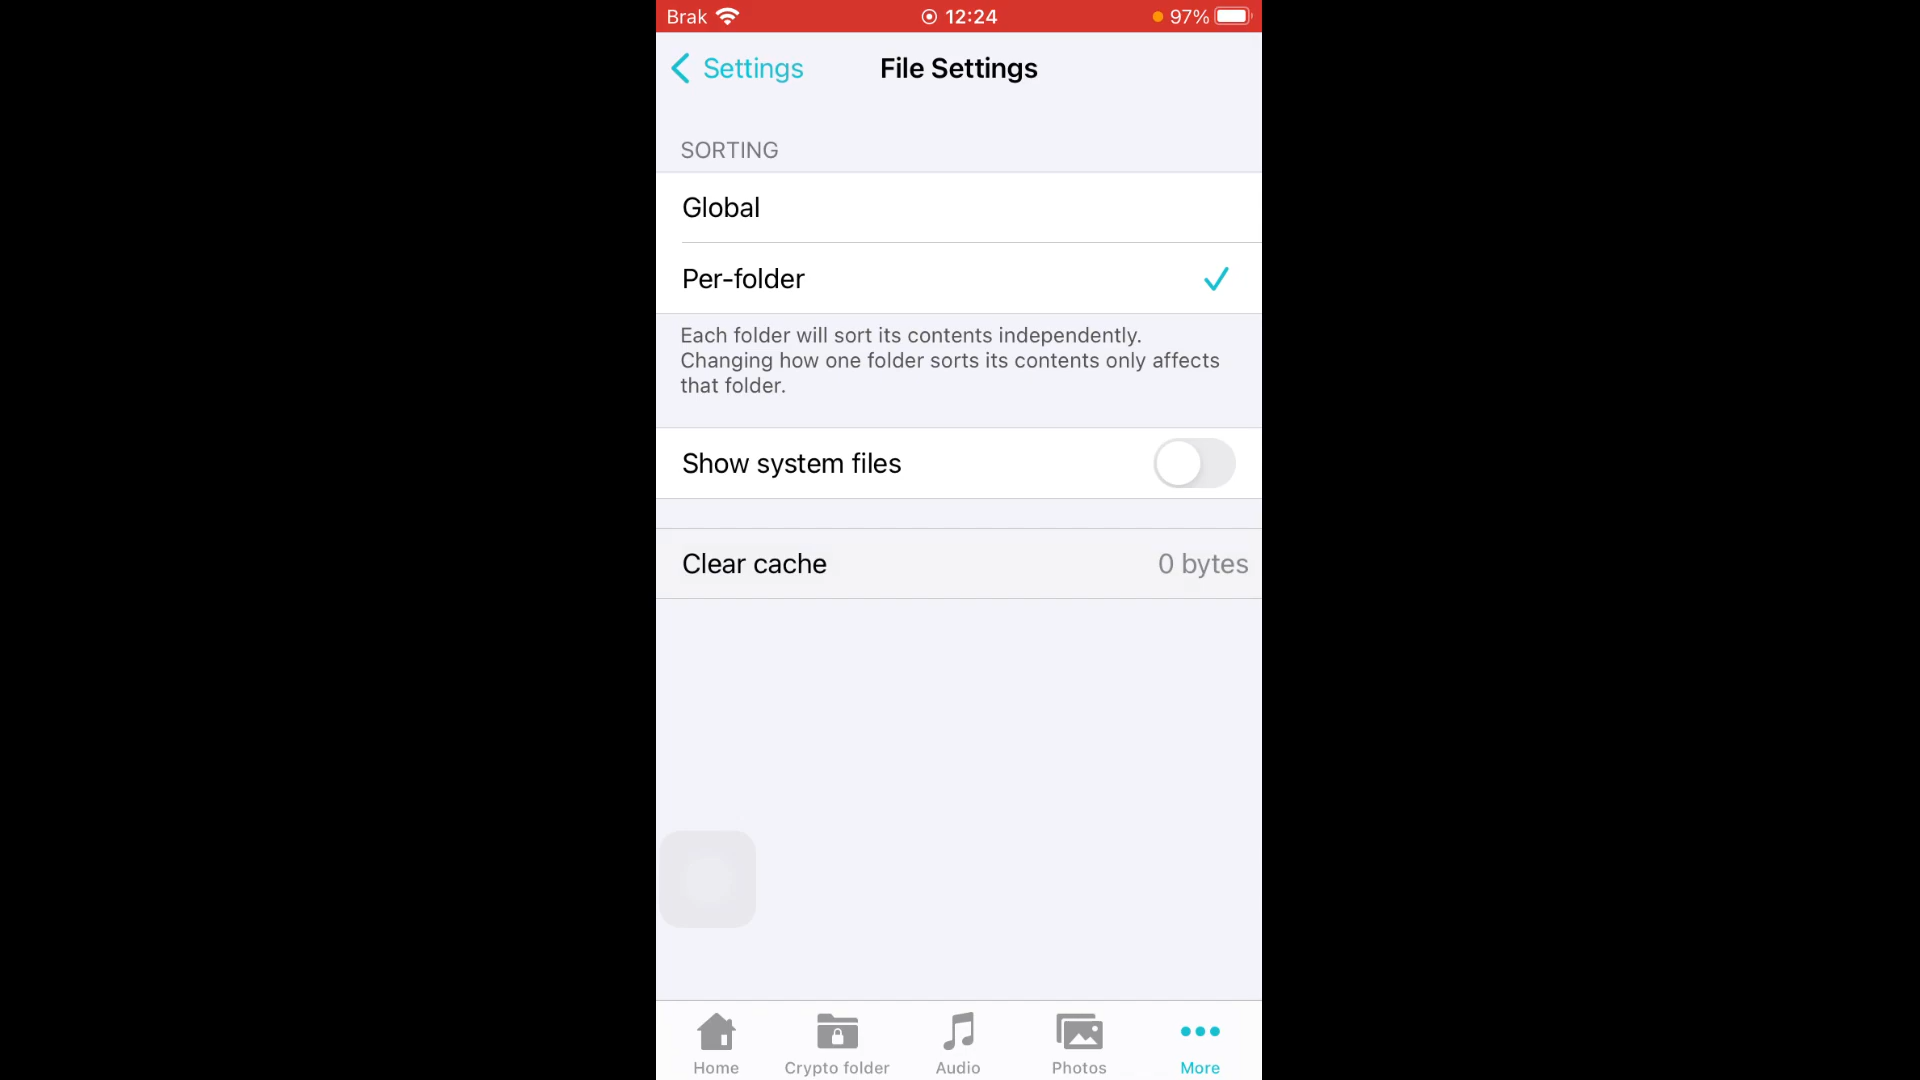 Brak 12:24 97%
Settings File Settings
SORTING
Global
Per-folder
Each folder will sort its contents independently.
Changing how one folder sorts its contents only affects
that folder.
Show system files
Clear cache 0 bytes
Home Crypto folder Audio Photos More